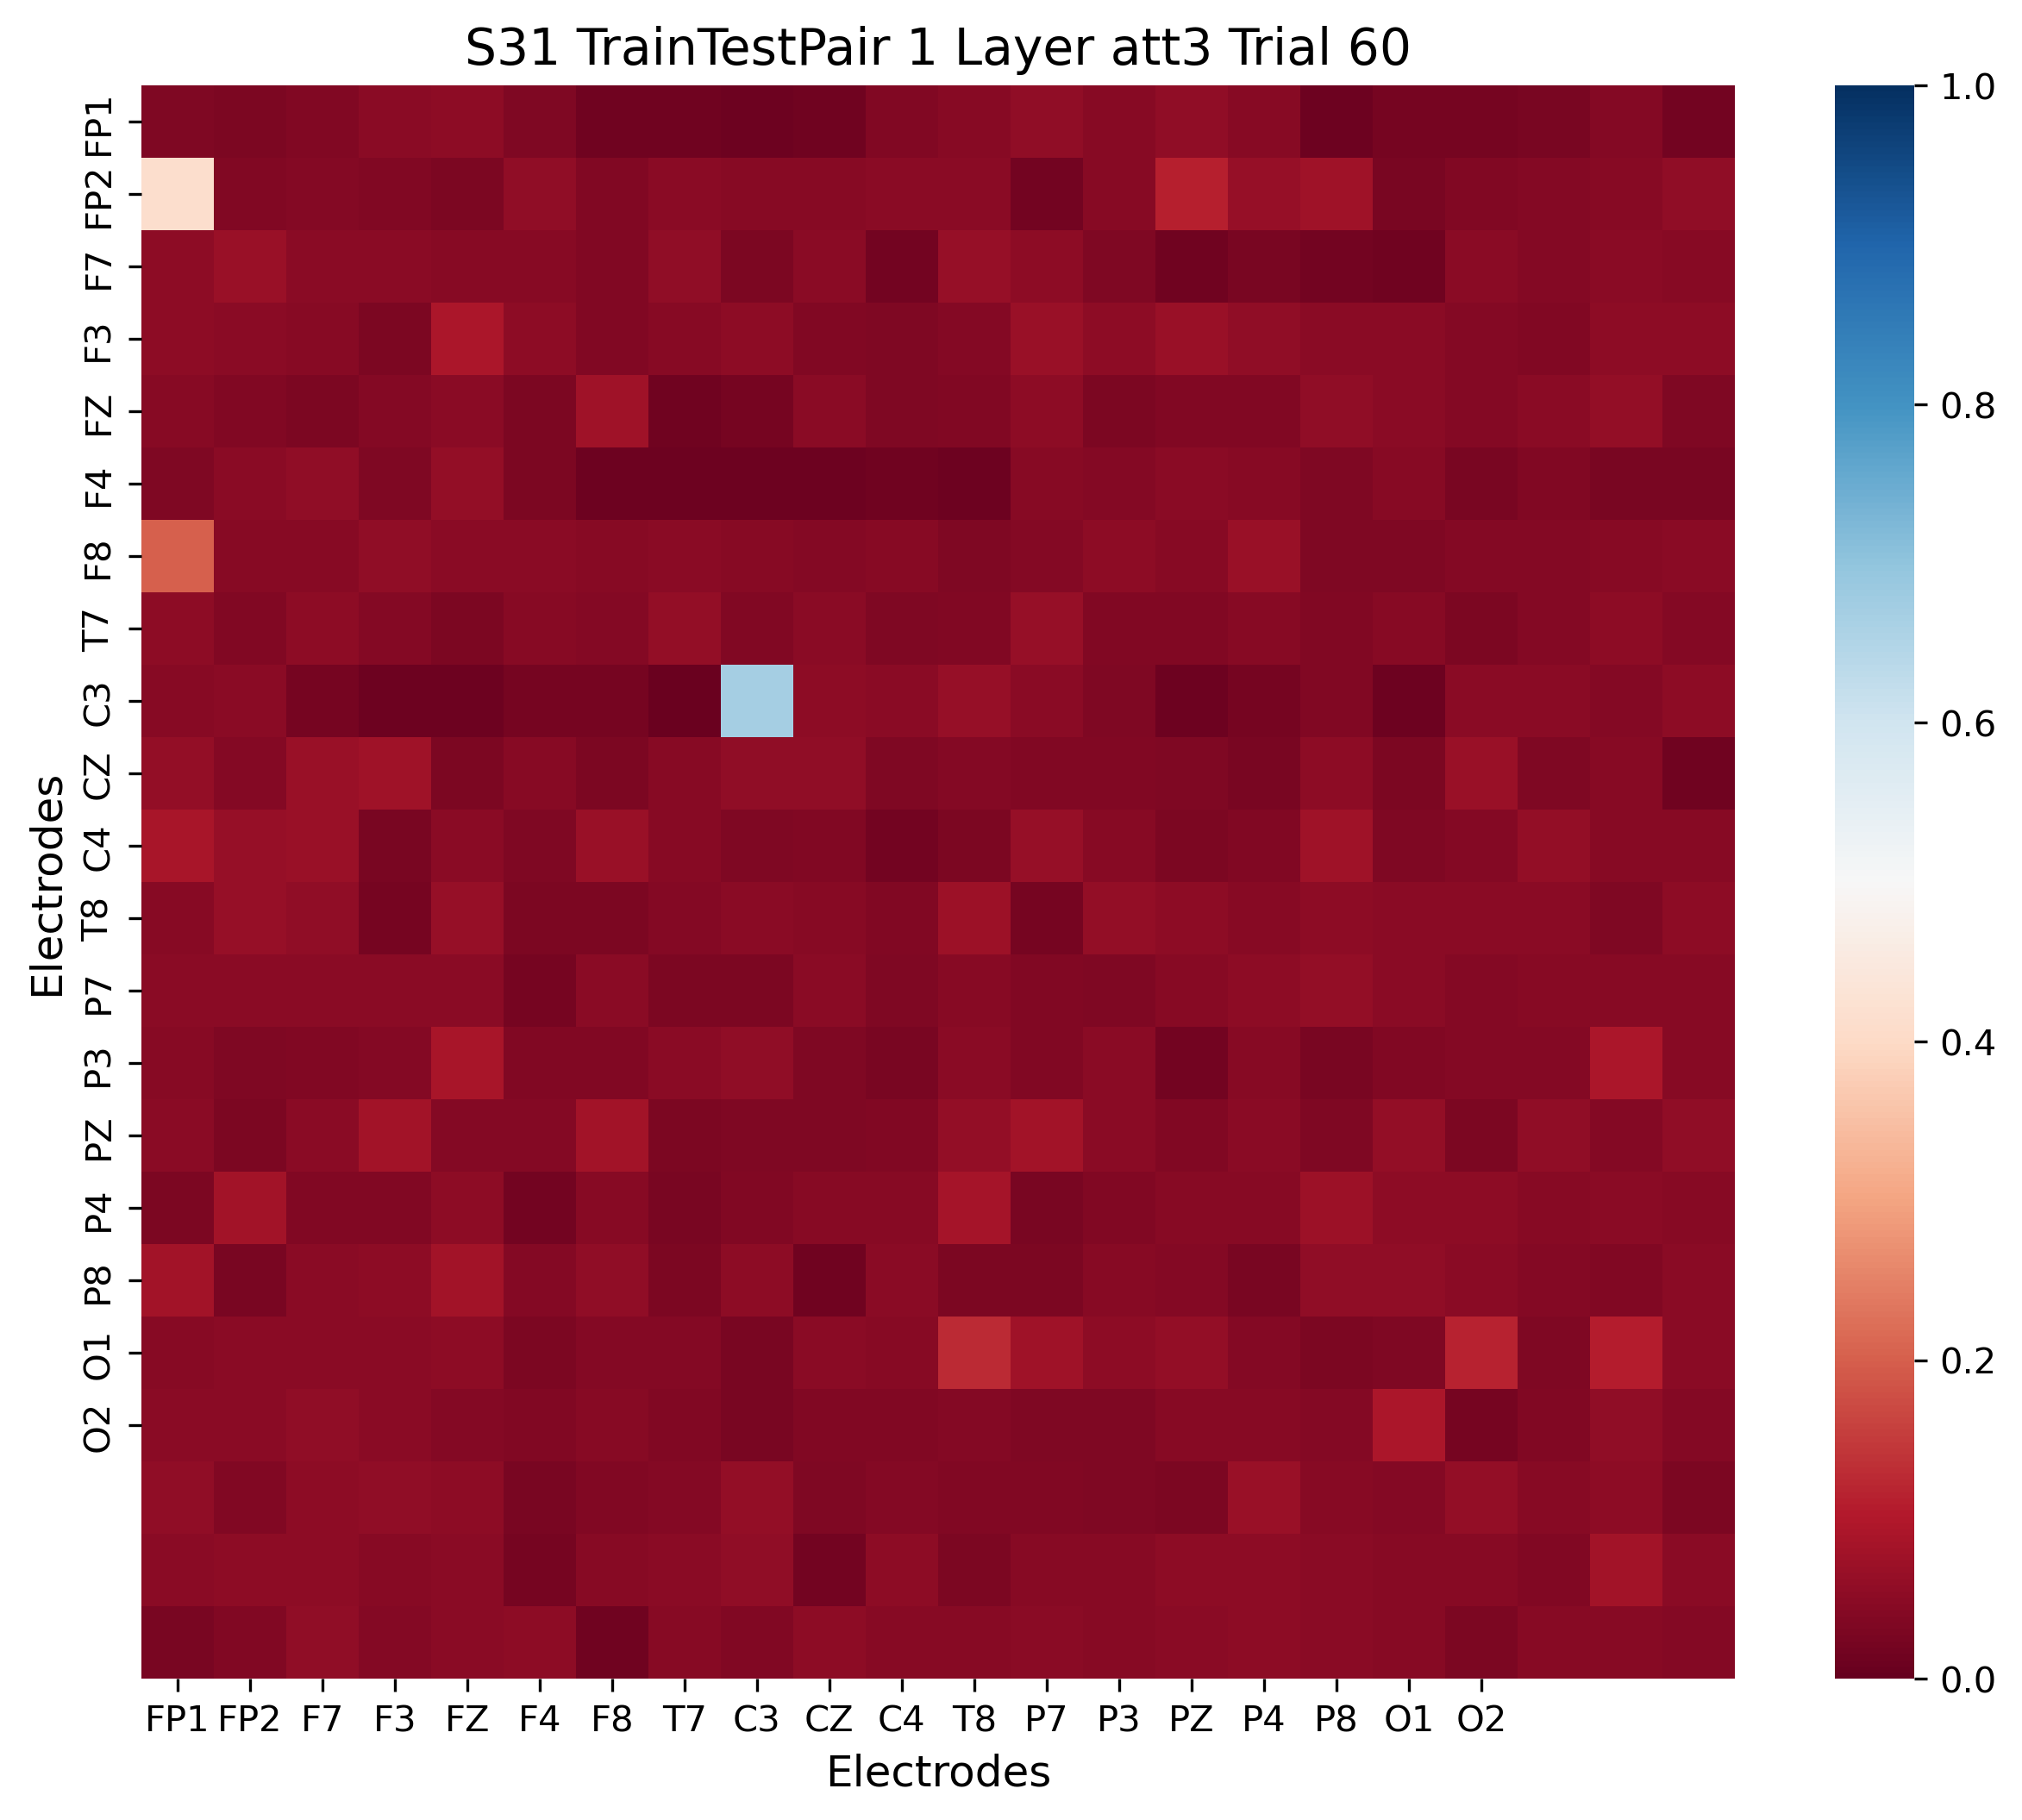 S31 TrainTestPair 1 Layer att3 Trial 60
Electrodes
FP1
FP2
F7
F3
FZ
F4
F8
T7
C3
CZ
C4
T8
P7
P3
PZ
P4
P8
O1
O2
FP1 FP2 F7 F3 FZ F4 F8 T7 C3 CZ C4 T8 P7 P3 PZ P4 P8 O1 O2
Electrodes
1.0
0.8
0.6
0.4
0.2
0.0